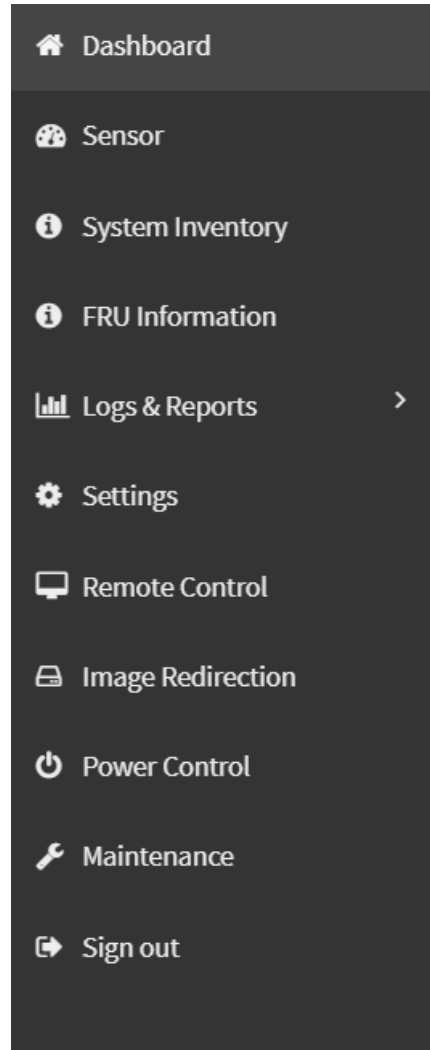 Dashboard
Sensor
System Inventory
FRU Information
Logs & Reports
Settings
Remote Control
Image Redirection
Power Control
Maintenance
Sign out